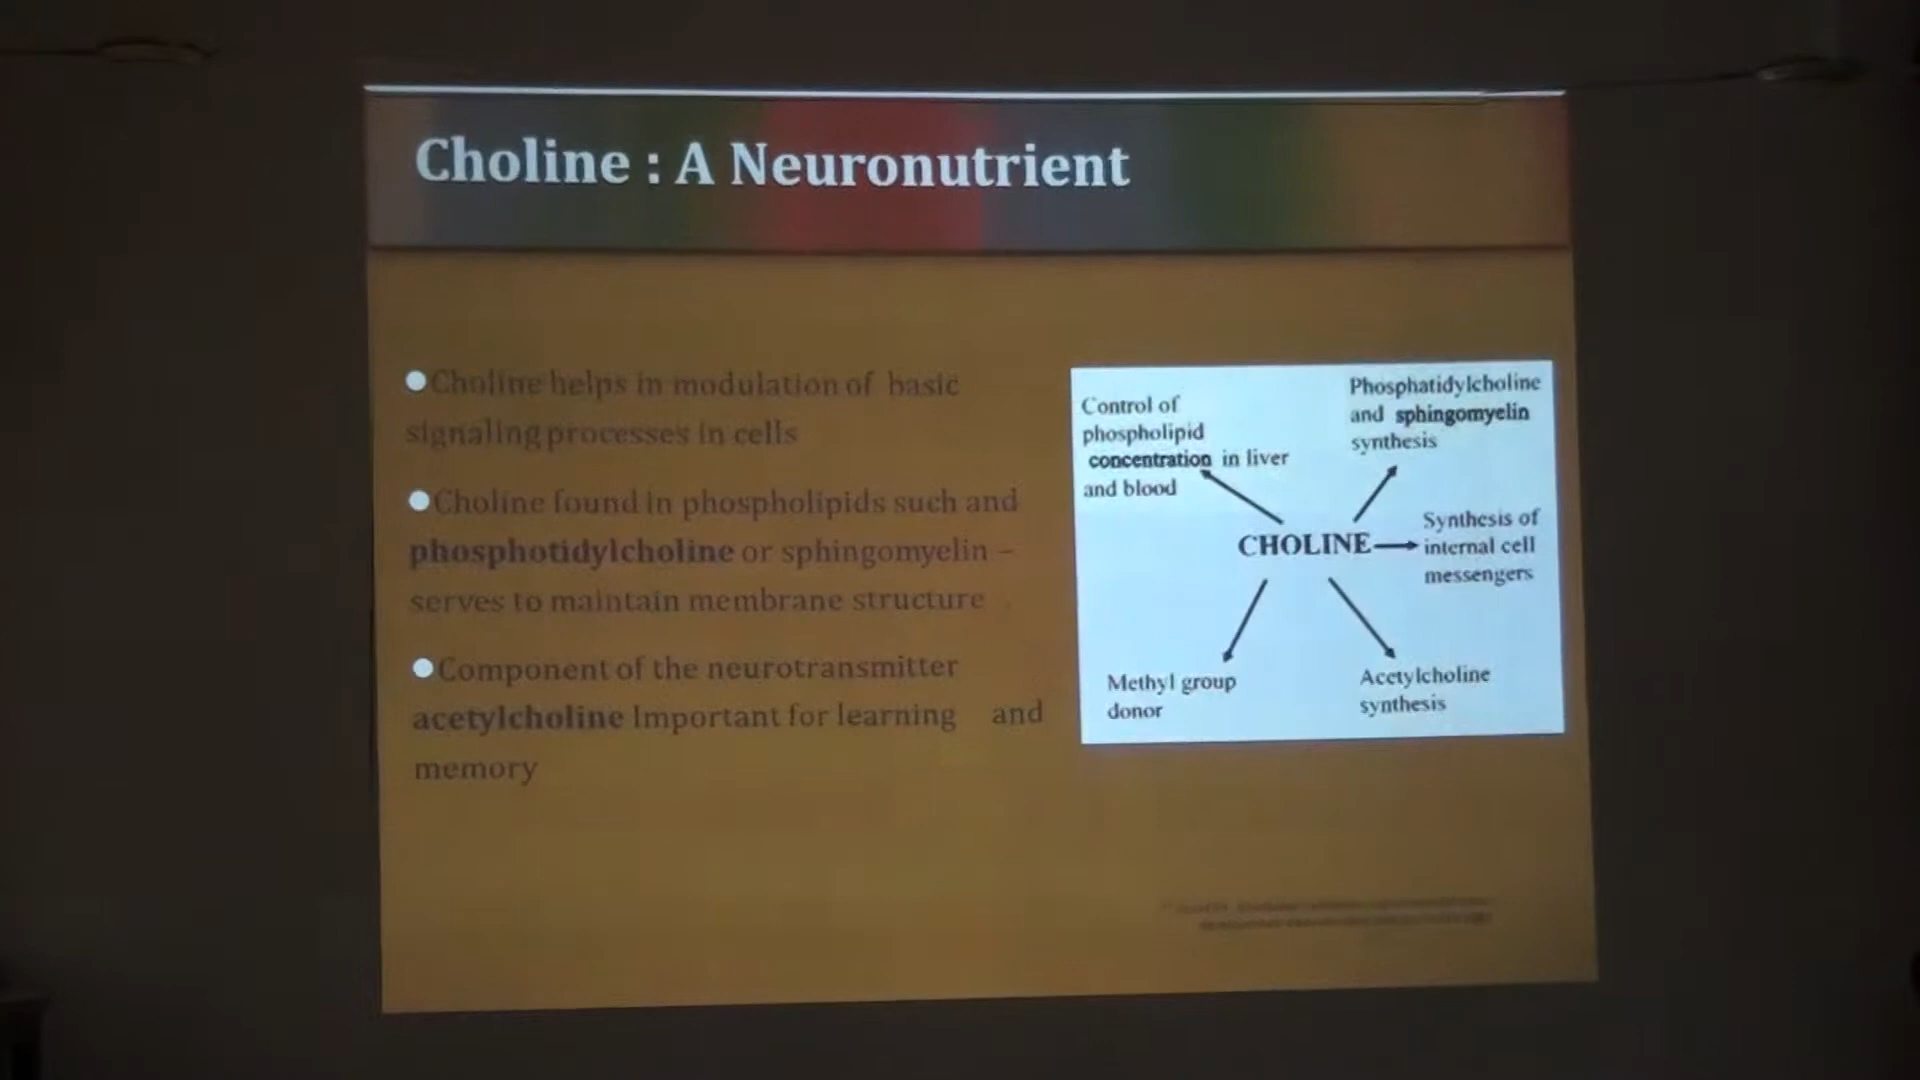 Choline : A Neuronutrient
Choline helps in modulation of basic
signaling processes in cells
Choline found in phospholipids such and
phosphotidylcholine or sphingomyelin –
serves to maintain membrane structure
Component of the neurotransmitter
acetylcholine Important for learning and
memory
Control of
phospholipid
concentration in liver
and blood
Phosphatidylcholine
and sphingomyelin
synthesis
CHOLINE
Synthesis of
internal cell
messengers
Methyl group
donor
Acetylcholine
synthesis